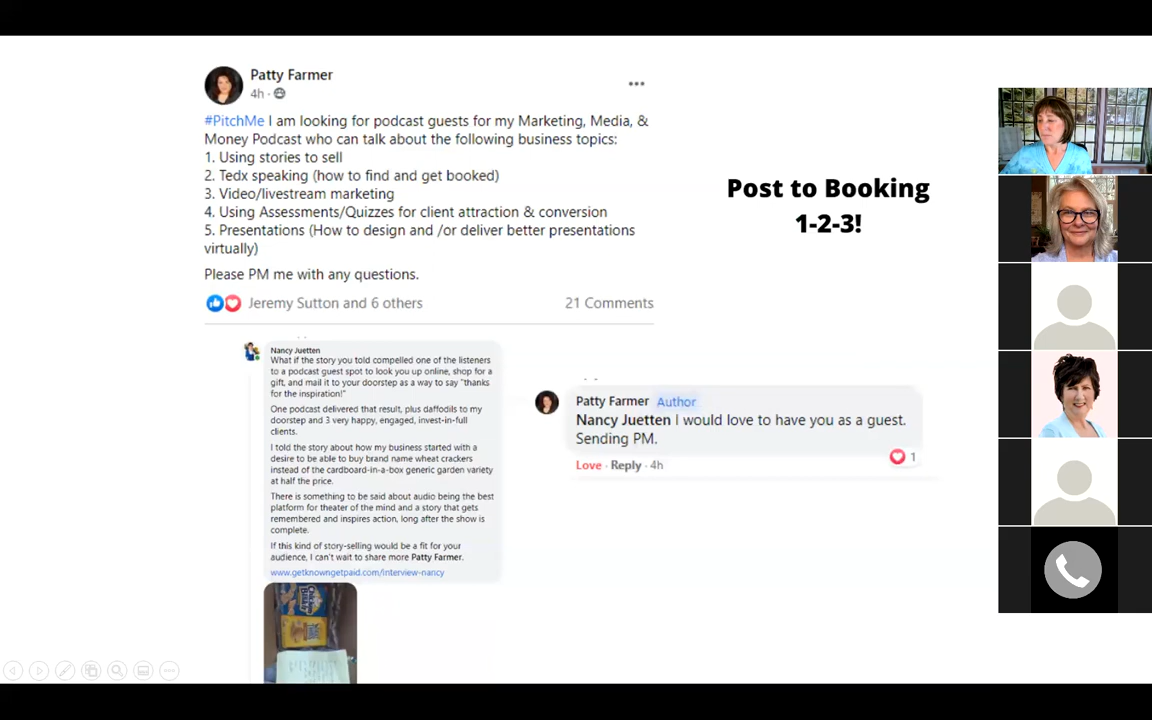 Patty Farmer
4h
#PitchMe I am looking for podcast guests for my Marketing, Media, &
Money Podcast who can talk about the following business topics:
1. Using stories to sell
2. Tedx speaking (how to find and get booked)
3. Video/livestream marketing
4. Using Assessments/Quizzes for client attraction & conversion
5. Presentations (How to design and /or deliver better presentations
virtually)
Please PM me with any questions.
Jeremy Sutton and 6 others
21 Comments
Post to Booking
1-2-3!
Nancy Juetten
What if the story you told compelled one of the listeners
to a podcast guest spot to look you up online, shop for a
gift, and mail it to your doorstep as a way to say "thanks
for the inspiration!"
One podcast delivered that result, plus daffodils to my
doorstep and 3 very happy, engaged, invest-in-full
clients.
I told the story about how my business started with a
desire to be able to buy brand name wheat crackers
instead of the cardboard-in-a-box generic garden variety
at half the price.
There is something to be said about audio being the best
platform for theater of the mind and a story that gets
remembered and inspires action, long after the show is
complete.
If this kind of story-selling would be a fit for your
audience, I can't wait to share more Patty Farmer.
www.getknowngetpaid.com/interview-nancy
Patty Farmer Author
Nancy Juetten I would love to have you as a guest.
Sending PM.
Love · Reply · 4h
1